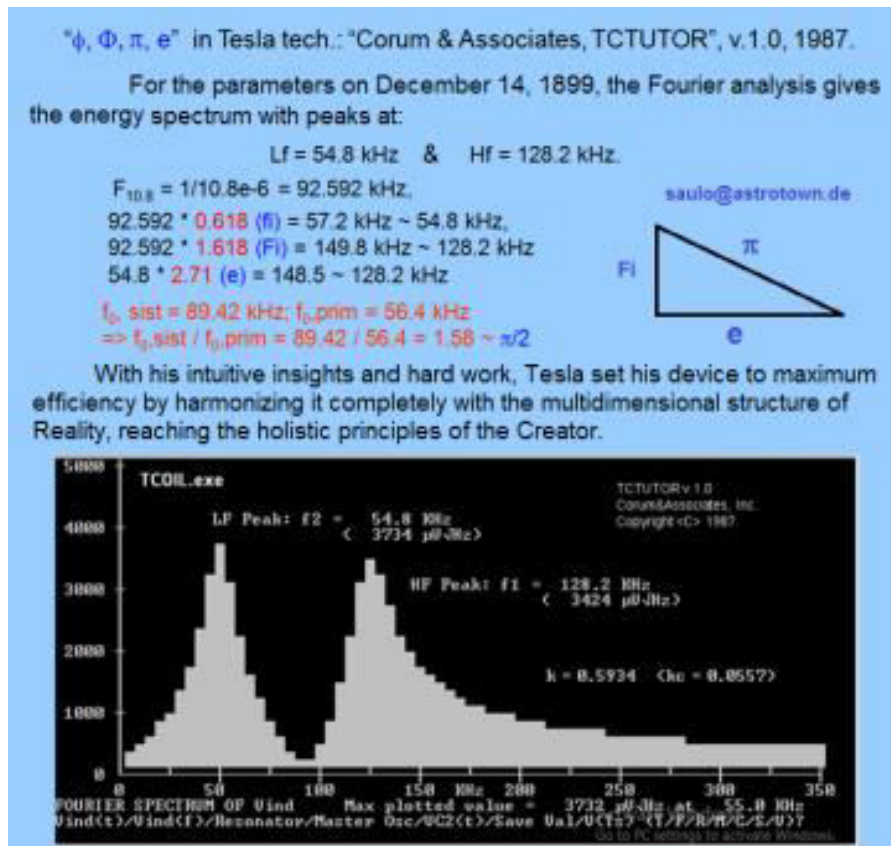 “ϕ, Φ, π, e” in Tesla tech.: “Corum & Associates, TCTUTOR”, v.1.0, 1987.
For the parameters on December 14, 1899, the Fourier analysis gives
the energy spectrum with peaks at:
Lf = 54.8 kHz & Hf = 128.2 kHz.
F10.8 = 1/10.8e-6 = 92.592 kHz,
92.592 * 0.618 (fi) = 57.2 kHz ~ 54.8 kHz,
92.592 * 1.618 (Fi) = 149.8 kHz ~ 128.2 kHz
54.8 * 2.71 (e) = 148.5 ~ 128.2 kHz
saulo@astrotown.de
Fi
π
e
f0, sist = 89.42 kHz; f0,prim = 56.4 kHz
=> f0,sist / f0,prim = 89.42 / 56.4 = 1.58 ~ π/2
With his intuitive insights and hard work, Tesla set his device to maximum
efficiency by harmonizing it completely with the multidimensional structure of
Reality, reaching the holistic principles of the Creator.
5000
TCOIL.exe
TCTUTOR v 1.0
Corum&Associates, Inc.
Copyright <C> 1987
LF Peak: f2 = 54.8 KHz
( 3734 µV√Hz)
4000
HF Peak: f1 = 128.2 KHz
( 3424 µV√Hz)
3000
2000
k = 0.5934 (kc = 0.0557)
1000
0
0 50 100 150 KHz 200 250 300 350
FOURIER SPECTRUM OF Vind Max plotted value = 3732 µV√Hz at 55.0 KHz
Vind(t)/Vind(f)/Resonator/Master Osc/VC2(t)/Save Val/V(Ts) (T/F/R/M/C/S/V)?
Go to PC settings to activate Windows.